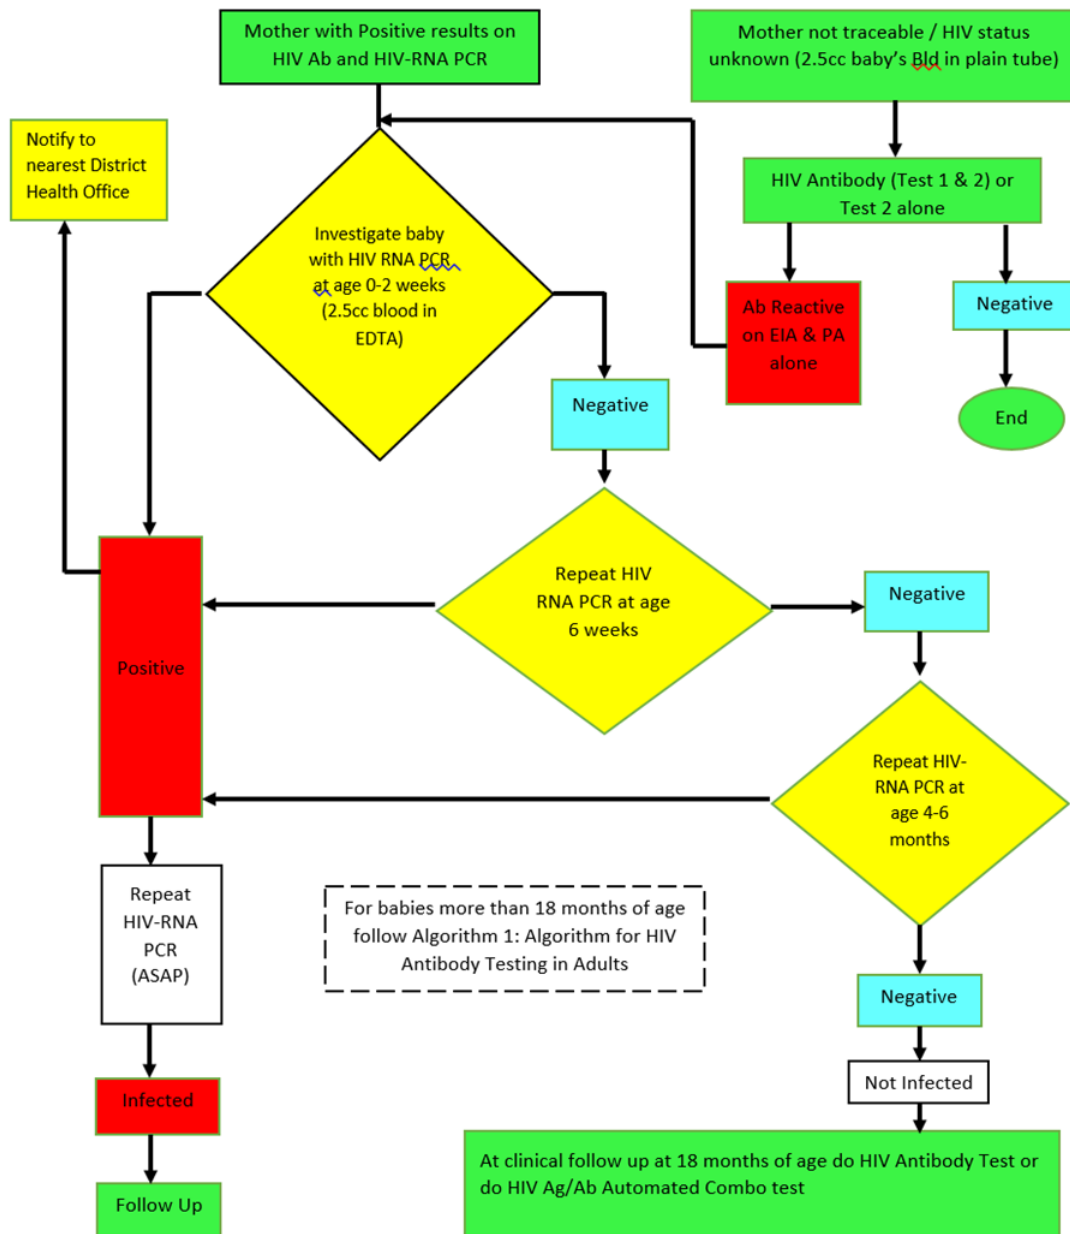 Mother with Positive results on
HIV Ab and HIV-RNA PCR
Mother not traceable / HIV status
unknown (2.5cc baby's Bld in plain tube)
Notify to
nearest District
Health Office
HIV Antibody (Test 1 & 2) or
Test 2 alone
Investigate baby
with HIV RNA PCR
at age 0-2 weeks
(2.5cc blood in
EDTA)
Ab Reactive
on EIA & PA
alone
Negative
End
Negative
Repeat HIV
RNA PCR at age
6 weeks
Negative
Positive
Repeat HIV-
RNA PCR at
age 4-6
months
Repeat
HIV-RNA
PCR
(ASAP)
For babies more than 18 months of age
follow Algorithm 1: Algorithm for HIV
Antibody Testing in Adults
Negative
Not Infected
Infected
At clinical follow up at 18 months of age do HIV Antibody Test or
do HIV Ag/Ab Automated Combo test
Follow Up